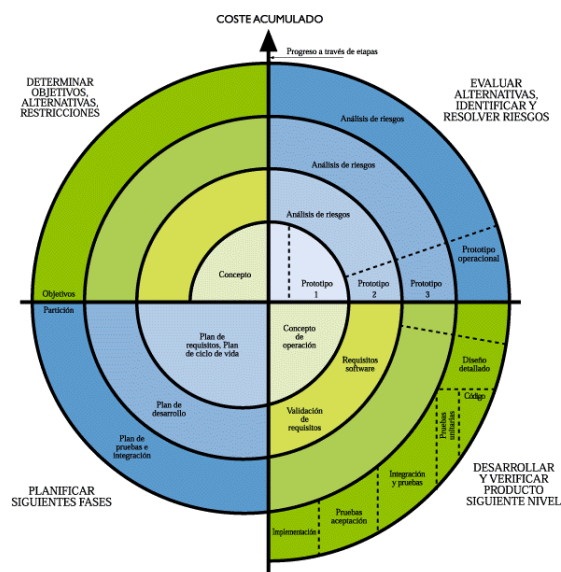 COSTE ACUMULADO
Progreso a través de etapas
DETERMINAR
OBJETIVOS,
ALTERNATIVAS,
RESTRICCIONES
EVALUAR
ALTERNATIVAS,
IDENTIFICAR Y
RESOLVER RIESGOS
Análisis de riesgos
Análisis de riesgos
Análisis de riesgos
Concepto
Prototipo
1
Prototipo
2
Prototipo
3
Prototipo
operacional
Objetivos
Partición
Plan de
requisitos, Plan
de ciclo de vida
Concepto
de operación
Requisitos
software
Diseño
detallado
Código
Pruebas
unitarias
Plan de
desarrollo
Validación
de requisitos
Plan de
pruebas e
integración
Integración
y pruebas
Pruebas
aceptación
Implementación
PLANIFICAR
SIGUIENTES FASES
DESARROLLAR
Y VERIFICAR
PRODUCTO
SIGUIENTE NIVEL